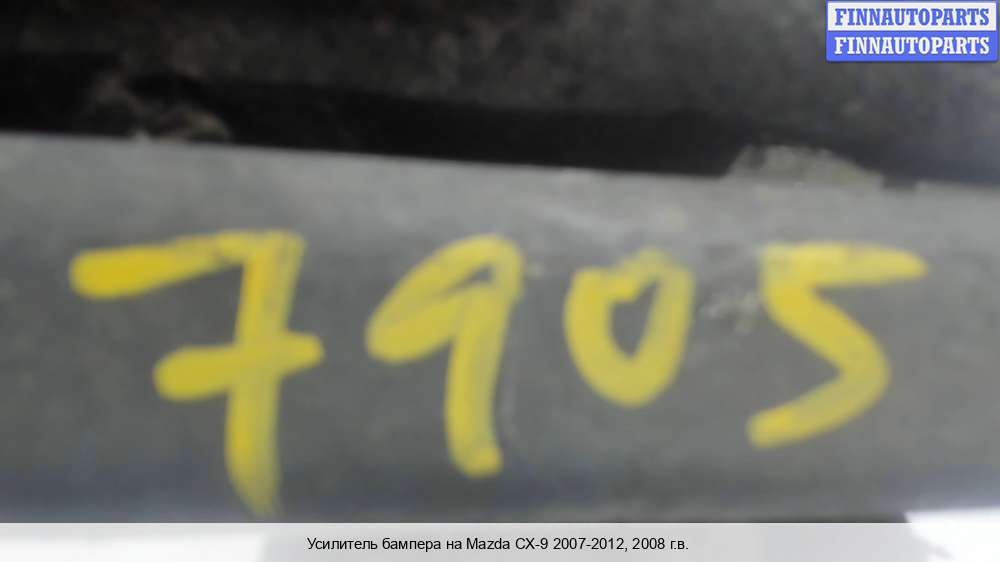 FINNAUTOPARTS
FINNAUTOPARTS
7905
Усилитель бампера на Mazda CX-9 2007-2012, 2008 г.в.